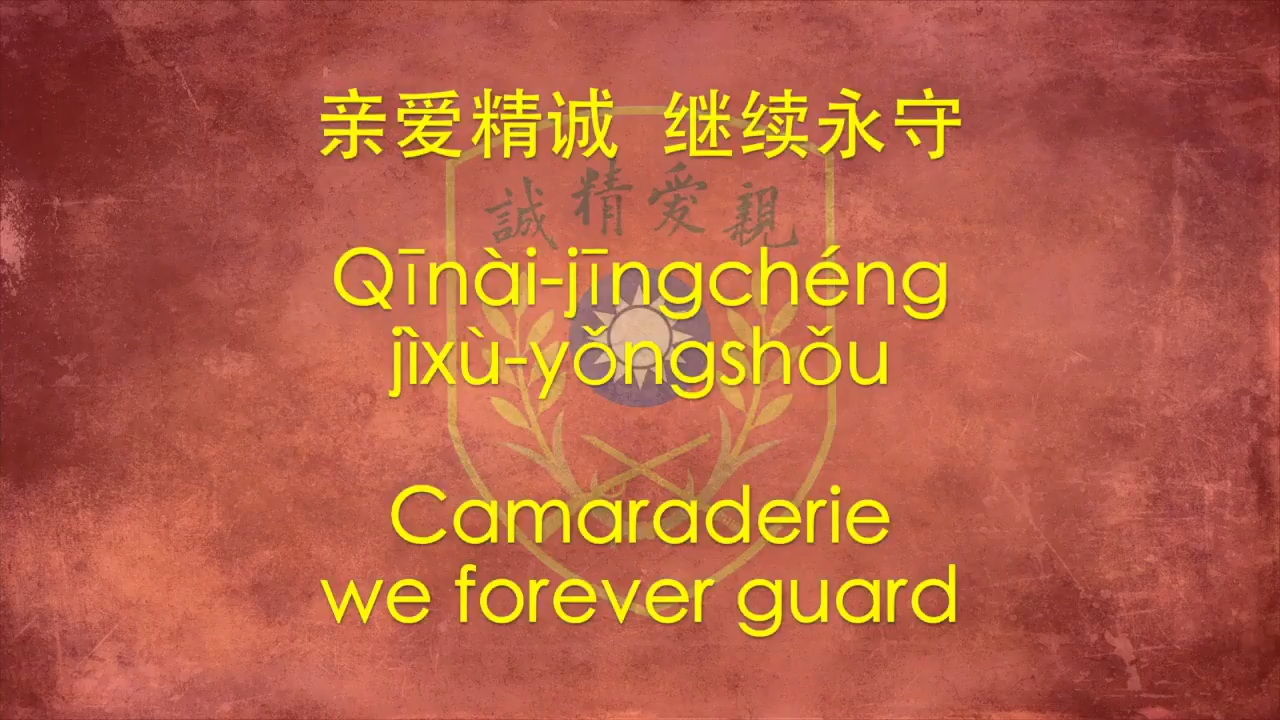 亲爱精诚 继续永守
誠精愛親
Qīnài-jīngchéng
jìxù-yǒngshǒu
Camaraderie
we forever guard